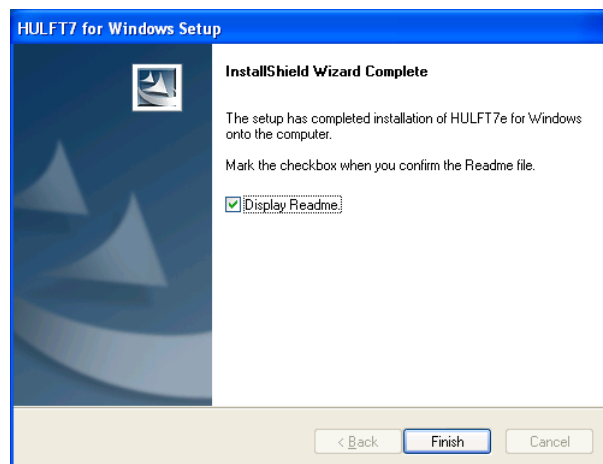 HULFT7 for Windows Setup
InstallShield Wizard Complete
The setup has completed installation of HULFT7e for Windows
onto the computer.
Mark the checkbox when you confirm the Readme file.
Display Readme.
< Back
Finish
Cancel